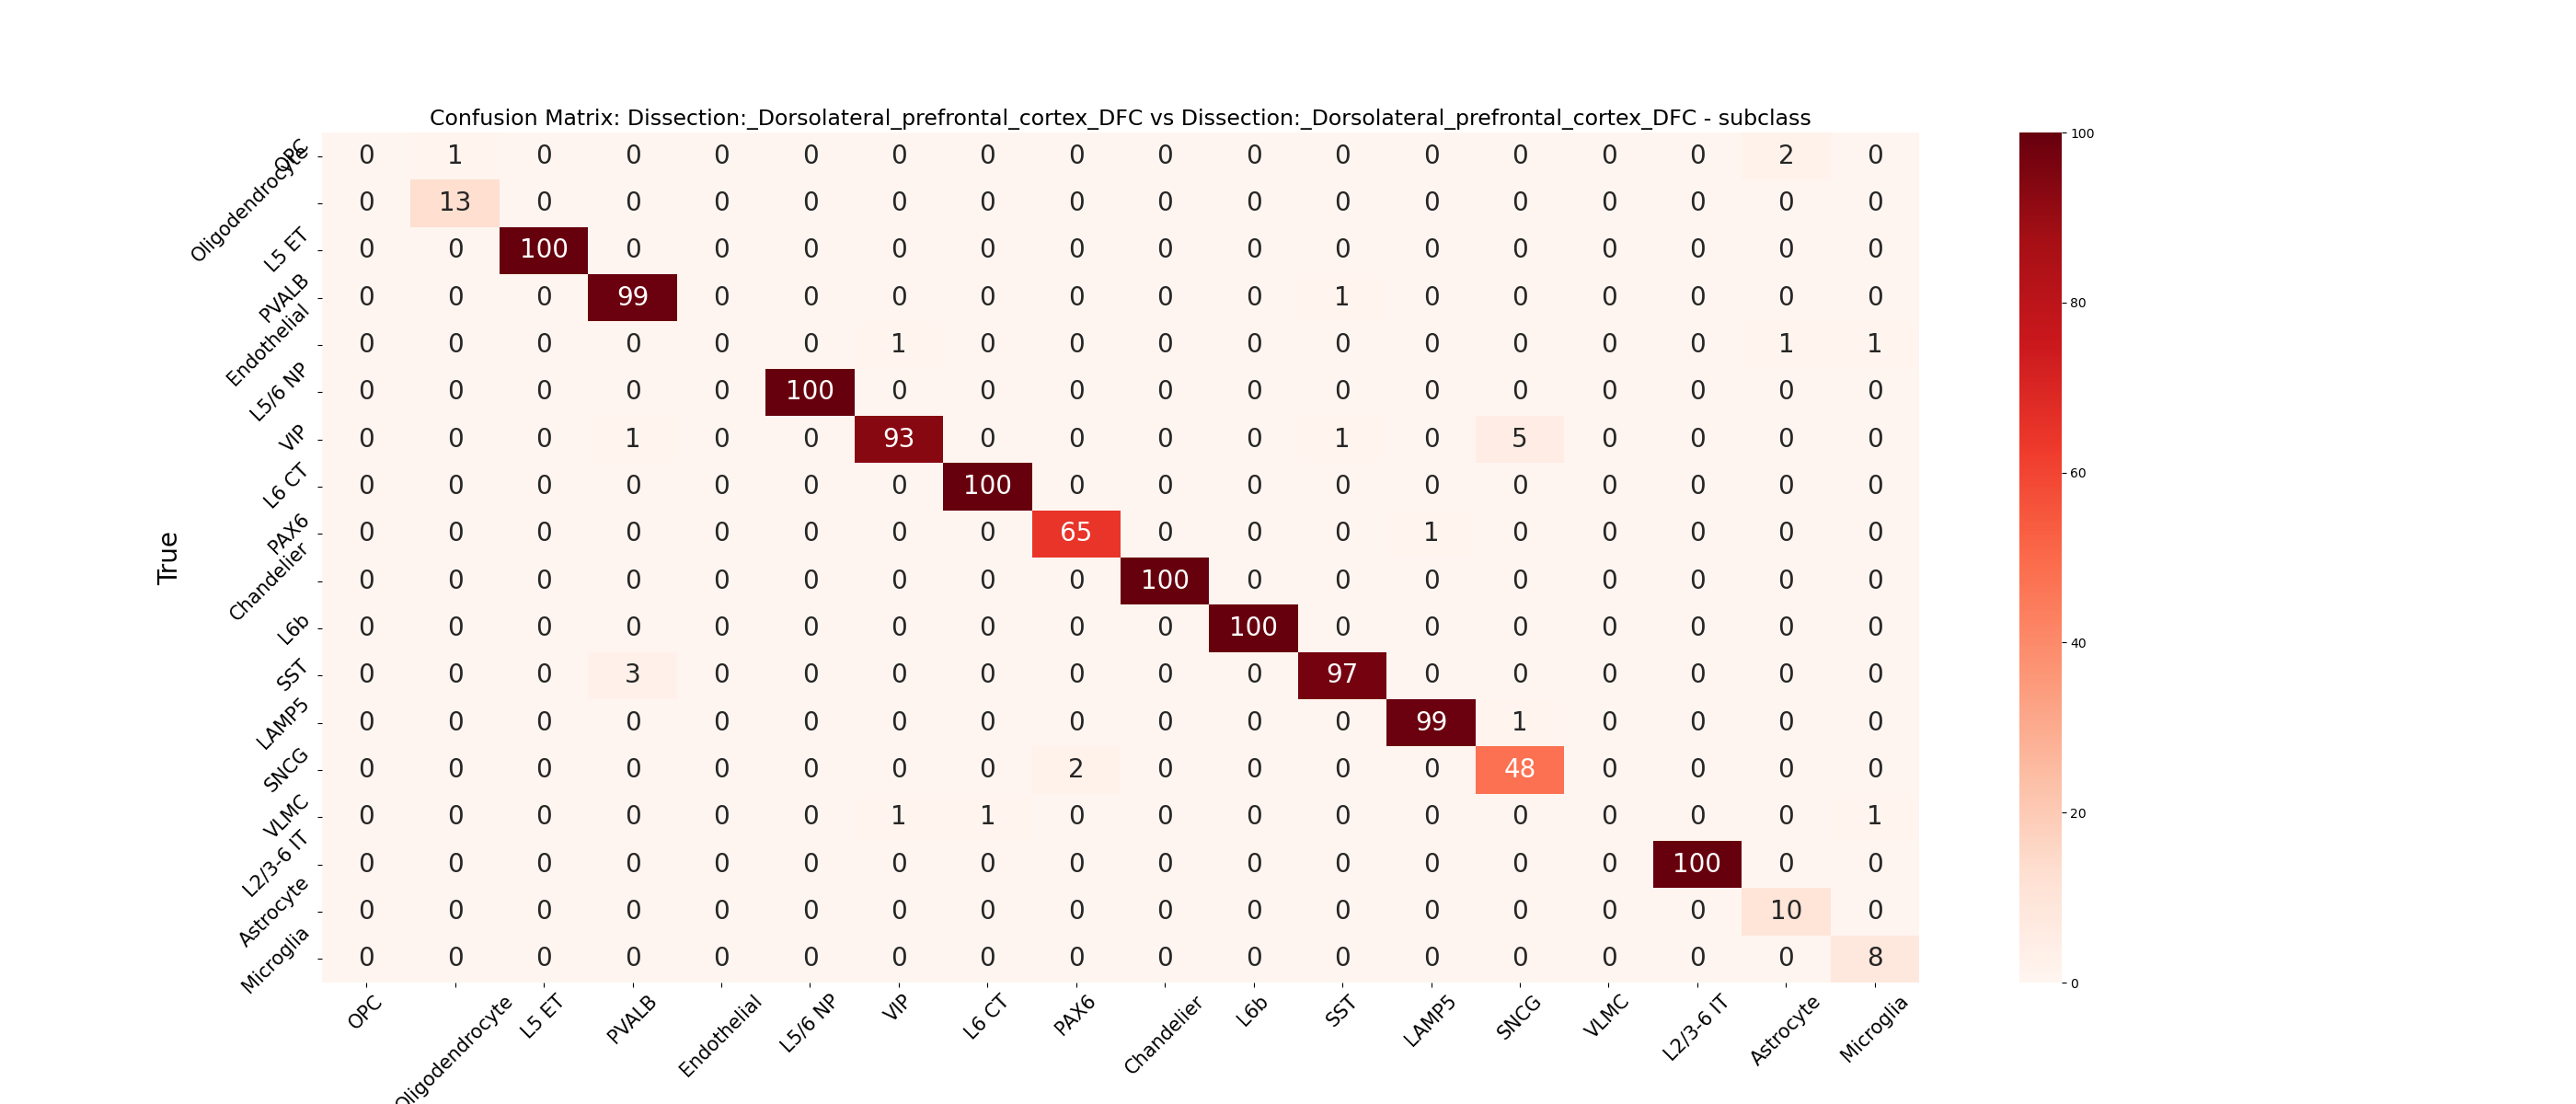 Confusion Matrix: Dissection:_Dorsolateral_prefrontal_cortex_DFC vs Dissection:_Dorsolateral_prefrontal_cortex_DFC - subclass
True
OPC 0 1 0 0 0 0 0 0 0 0 0 0 0 0 0 0 2 0
Oligodendrocyte 0 13 0 0 0 0 0 0 0 0 0 0 0 0 0 0 0 0
L5 ET 0 0 100 0 0 0 0 0 0 0 0 0 0 0 0 0 0 0
PVALB 0 0 0 99 0 0 0 0 0 0 0 1 0 0 0 0 0 0
Endothelial 0 0 0 0 0 0 1 0 0 0 0 0 0 0 0 0 1 1
L5/6 NP 0 0 0 0 0 100 0 0 0 0 0 0 0 0 0 0 0 0
VIP 0 0 0 1 0 0 93 0 0 0 0 1 0 5 0 0 0 0
L6 CT 0 0 0 0 0 0 0 100 0 0 0 0 0 0 0 0 0 0
PAX6 0 0 0 0 0 0 0 0 65 0 0 0 1 0 0 0 0 0
Chandelier 0 0 0 0 0 0 0 0 0 100 0 0 0 0 0 0 0 0
L6b 0 0 0 0 0 0 0 0 0 0 100 0 0 0 0 0 0 0
SST 0 0 0 3 0 0 0 0 0 0 0 97 0 0 0 0 0 0
LAMP5 0 0 0 0 0 0 0 0 0 0 0 0 99 1 0 0 0 0
SNCG 0 0 0 0 0 0 0 0 2 0 0 0 0 48 0 0 0 0
VLMC 0 0 0 0 0 0 1 1 0 0 0 0 0 0 0 0 0 1
L2/3-6 IT 0 0 0 0 0 0 0 0 0 0 0 0 0 0 0 100 0 0
Astrocyte 0 0 0 0 0 0 0 0 0 0 0 0 0 0 0 0 10 0
Microglia 0 0 0 0 0 0 0 0 0 0 0 0 0 0 0 0 0 8
OPC Oligodendrocyte L5 ET PVALB Endothelial L5/6 NP VIP L6 CT PAX6 Chandelier L6b SST LAMP5 SNCG VLMC L2/3-6 IT Astrocyte Microglia
100
80
60
40
20
0